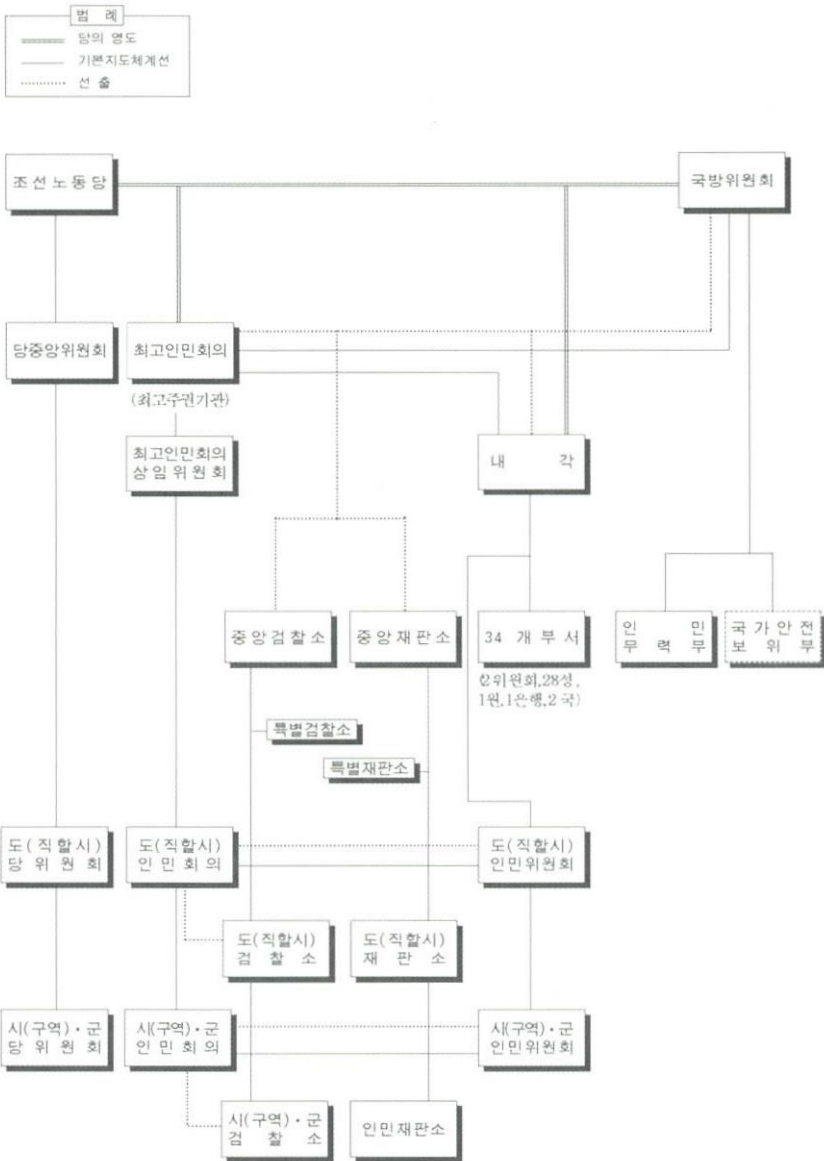 범 례
당의 영도
기본지도체계선
선 출
조선노동당
국방위원회
당중앙위원회
최고인민회의
(최고주권기관)
최고인민회의
상임위원회
내 각
중앙검찰소
중앙재판소
34 개부서
(2위원회,28성,
1원,1은행,2국)
인 민
무 력 부
국가안전
보 위 부
특별검찰소
특별재판소
도(직할시)
당 위 원 회
도(직할시)
인 민 회 의
도(직할시)
인민위원회
도(직할시)
검 찰 소
도(직할시)
재 판 소
시(구역)·군
당 위 원 회
시(구역)·군
인 민 회 의
시(구역)·군
인민위원회
시(구역)·군
검 찰 소
인민재판소